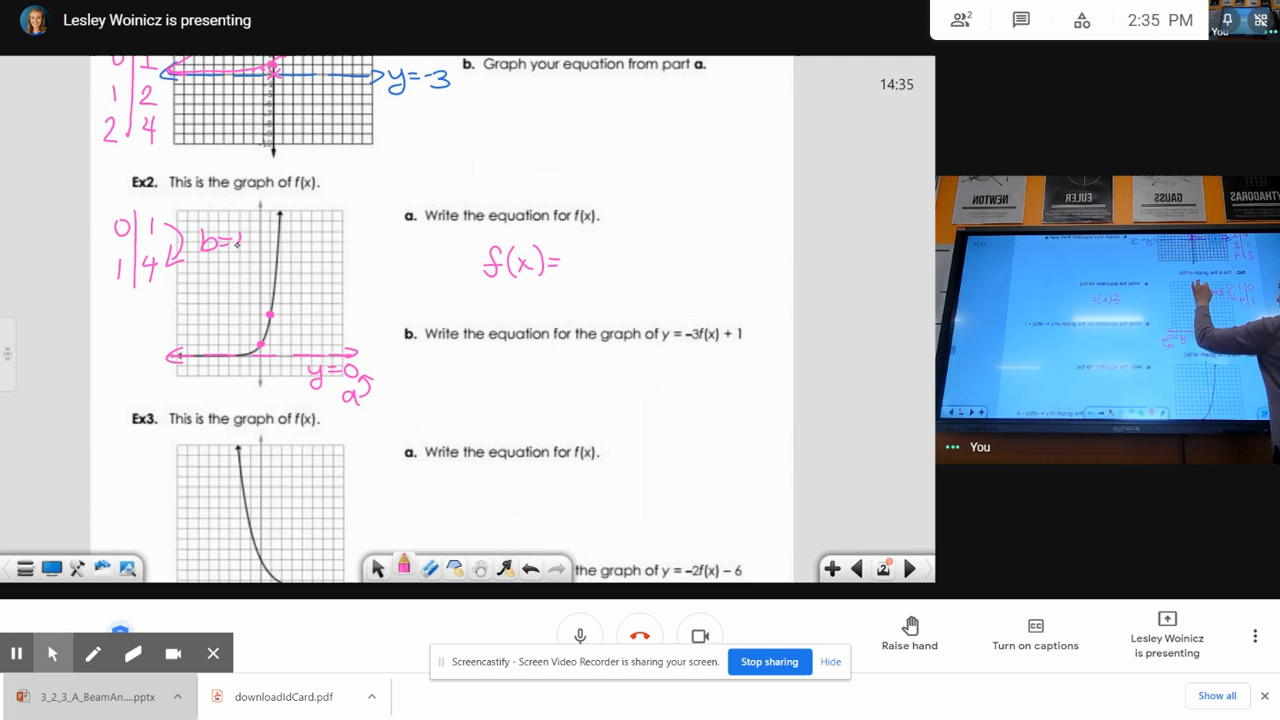 Lesley Woinicz is presenting
2
2:35 PM
You
0 | 1
1 | 2
2 | 4
y=-3
b. Graph your equation from part a.
14:35
Ex2. This is the graph of f(x).
0 | 1
1 | 4
b=
a. Write the equation for f(x).
f(x)=
b. Write the equation for the graph of y = -3f(x) + 1
y=0
a
Ex3. This is the graph of f(x).
a. Write the equation for f(x).
the graph of y = -2f(x) - 6
2
NEWTON
EULER
GAUSS
PYTHAGORAS
You
Raise hand
Turn on captions
Lesley Woinicz
is presenting
Screencastify - Screen Video Recorder is sharing your screen.
Stop sharing
Hide
3_2_3_A_BeamAn....pptx
downloadIdCard.pdf
Show all